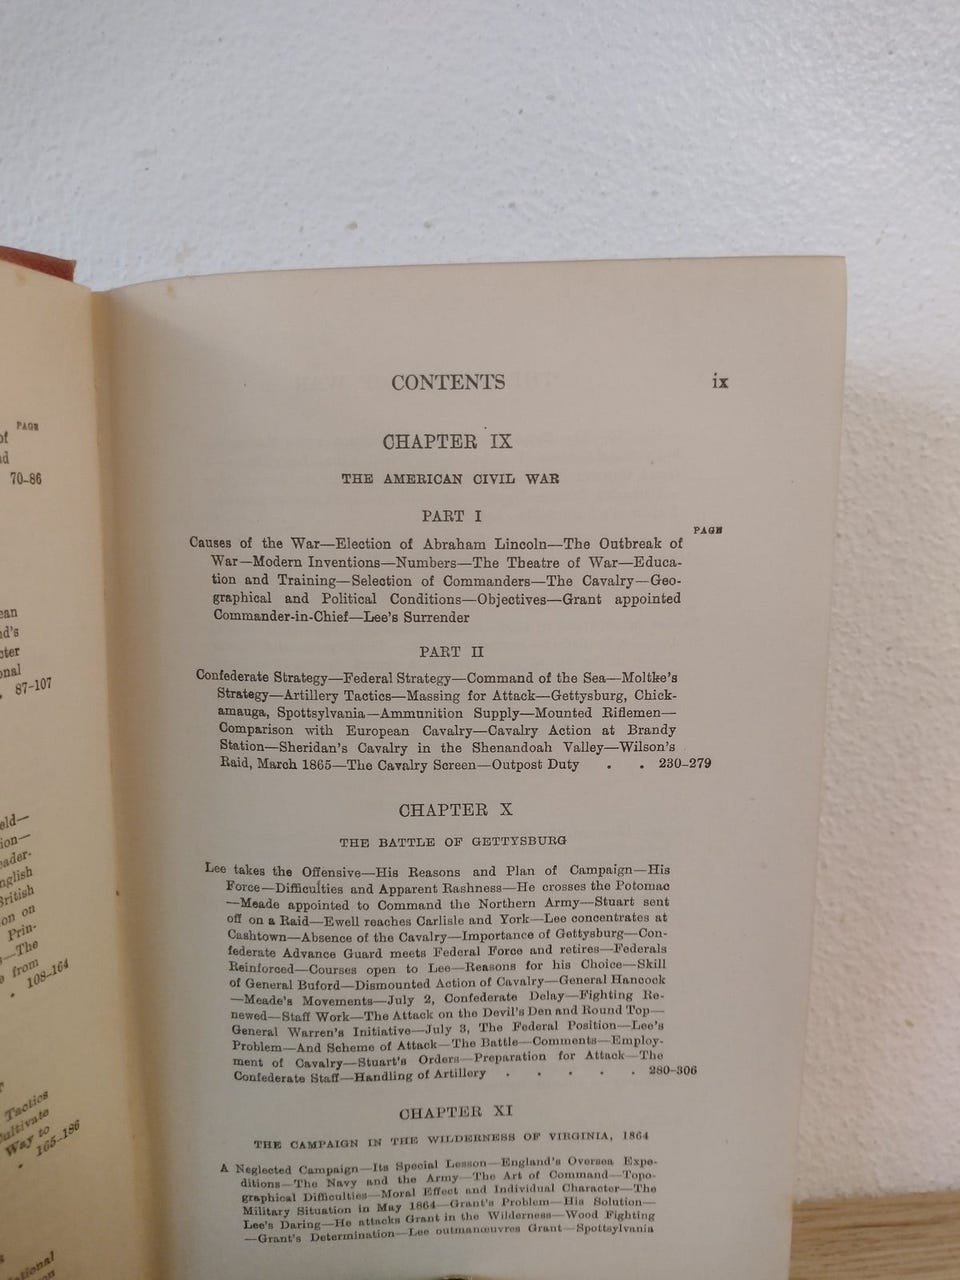 PAGE
of
70–86
87–107
108–164
Tactics
Way to
165–186
CONTENTS ix
CHAPTER IX
THE AMERICAN CIVIL WAR
PART I
PAGE
Causes of the War—Election of Abraham Lincoln—The Outbreak of
War—Modern Inventions—Numbers—The Theatre of War—Educa-
tion and Training—Selection of Commanders—The Cavalry—Geo-
graphical and Political Conditions—Objectives—Grant appointed
Commander-in-Chief—Lee's Surrender
PART II
Confederate Strategy—Federal Strategy—Command of the Sea—Moltke's
Strategy—Artillery Tactics—Massing for Attack—Gettysburg, Chick-
amauga, Spottsylvania—Ammunition Supply—Mounted Riflemen—
Comparison with European Cavalry—Cavalry Action at Brandy
Station—Sheridan's Cavalry in the Shenandoah Valley—Wilson's
Raid, March 1865—The Cavalry Screen—Outpost Duty . . 230–279
CHAPTER X
THE BATTLE OF GETTYSBURG
Lee takes the Offensive—His Reasons and Plan of Campaign—His
Force—Difficulties and Apparent Rashness—He crosses the Potomac
—Meade appointed to Command the Northern Army—Stuart sent
off on a Raid—Ewell reaches Carlisle and York—Lee concentrates at
Cashtown—Absence of the Cavalry—Importance of Gettysburg—Con-
federate Advance Guard meets Federal Force and retires—Federals
Reinforced—Courses open to Lee—Reasons for his Choice—Skill
of General Buford—Dismounted Action of Cavalry—General Hancock
—Meade's Movements—July 2, Confederate Delay—Fighting Re-
newed—Staff Work—The Attack on the Devil's Den and Round Top—
General Warren's Initiative—July 3, The Federal Position—Lee's
Problem—And Scheme of Attack—The Battle—Comments—Employ-
ment of Cavalry—Stuart's Orders—Preparation for Attack—The
Confederate Staff—Handling of Artillery . . . . . 280–306
CHAPTER XI
THE CAMPAIGN IN THE WILDERNESS OF VIRGINIA, 1864
A Neglected Campaign—Its Special Lesson—England's Oversea Expe-
ditions—The Navy and the Army—The Art of Command—Topo-
graphical Difficulties—Moral Effect and Individual Character—The
Military Situation in May 1864—Grant's Problem—His Solution—
Lee's Daring—He attacks Grant in the Wilderness—Wood Fighting
—Grant's Determination—Lee outmanœuvres Grant—Spottsylvania